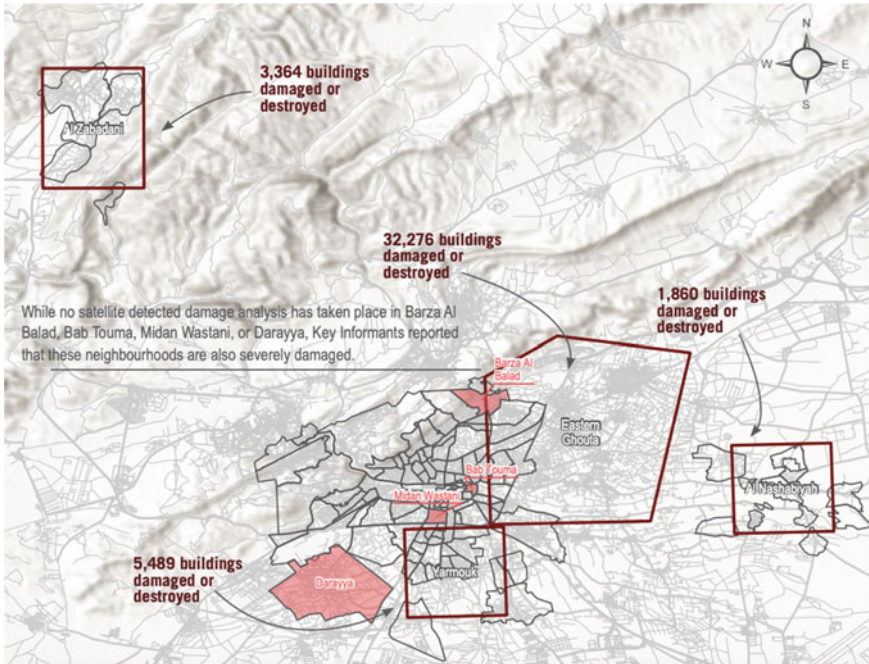 N
W
E
S
3,364 buildings
damaged or
destroyed
Al Zabadani
32,276 buildings
damaged or
destroyed
1,860 buildings
damaged or
destroyed
While no satellite detected damage analysis has taken place in Barza Al
Balad, Bab Touma, Midan Wastani, or Darayya, Key Informants reported
that these neighbourhoods are also severely damaged.
Barza Al
Balad
Eastern
Ghouta
Bab Touma
Midan Wastani
Al Nashabiyah
5,489 buildings
damaged or
destroyed
Darayya
Yarmouk